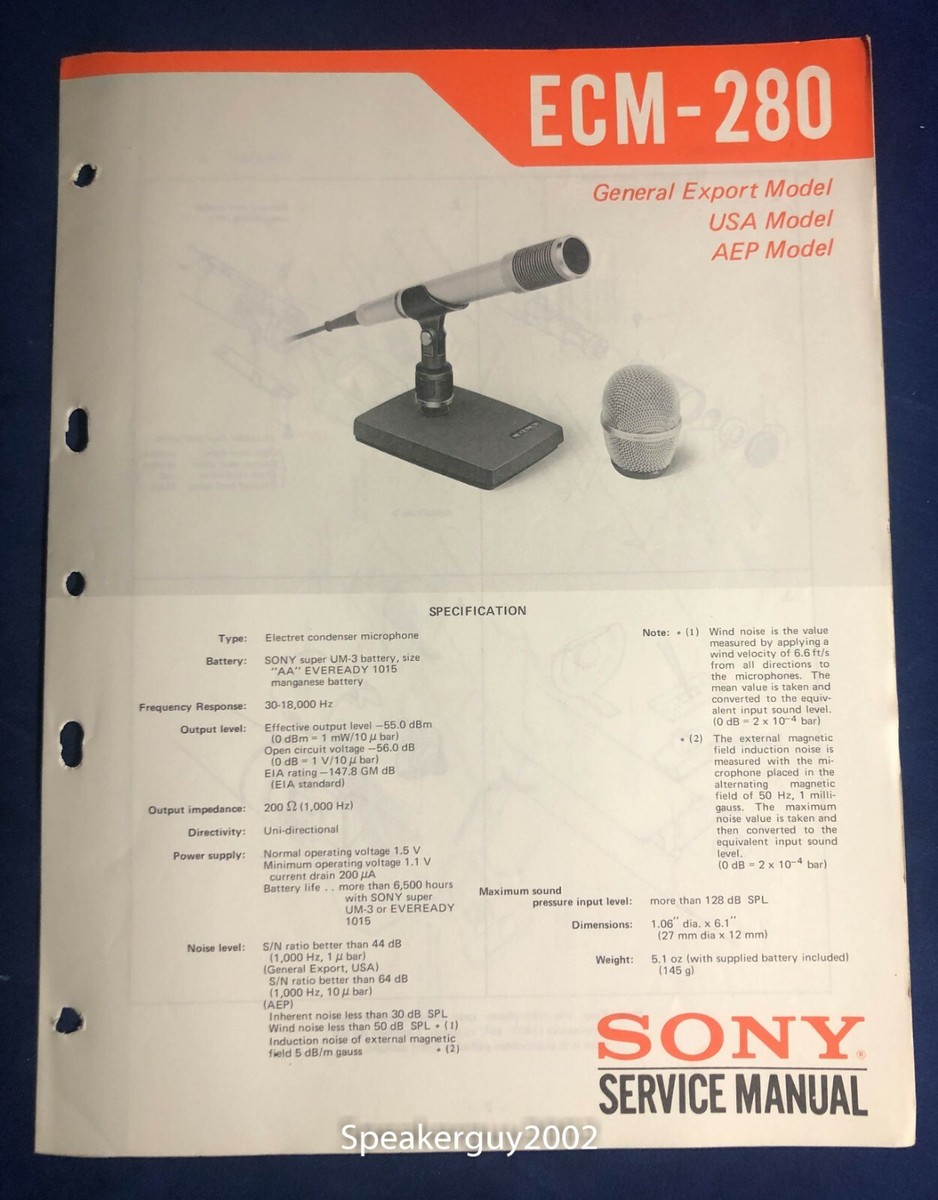 ECM-280
General Export Model
USA Model
AEP Model
SONY
SPECIFICATION
Type: Electret condenser microphone
Battery: SONY super UM-3 battery, size
"AA" EVEREADY 1015
manganese battery
Frequency Response: 30-18,000 Hz
Output level: Effective output level −55.0 dBm
(0 dBm = 1 mW/10 μ bar)
Open circuit voltage −56.0 dB
(0 dB = 1 V/10 μ bar)
EIA rating −147.8 GM dB
(EIA standard)
Output impedance: 200 Ω (1,000 Hz)
Directivity: Uni-directional
Power supply: Normal operating voltage 1.5 V
Minimum operating voltage 1.1 V
current drain 200 μA
Battery life . . more than 6,500 hours
with SONY super
UM-3 or EVEREADY
1015
Noise level: S/N ratio better than 44 dB
(1,000 Hz, 1 μ bar)
(General Export, USA)
S/N ratio better than 64 dB
(1,000 Hz, 10 μ bar)
(AEP)
Inherent noise less than 30 dB SPL
Wind noise less than 50 dB SPL • (1)
Induction noise of external magnetic
field 5 dB/m gauss • (2)
Note: • (1) Wind noise is the value
measured by applying a
wind velocity of 6.6 ft/s
from all directions to
the microphones. The
mean value is taken and
converted to the equiv-
alent input sound level.
(0 dB = 2 x 10⁻⁴ bar)
• (2) The external magnetic
field induction noise is
measured with the mi-
crophone placed in the
alternating magnetic
field of 50 Hz, 1 milli-
gauss. The maximum
noise value is taken and
then converted to the
equivalent input sound
level.
(0 dB = 2 x 10⁻⁴ bar)
Maximum sound
pressure input level: more than 128 dB SPL
Dimensions: 1.06″ dia. x 6.1″
(27 mm dia x 12 mm)
Weight: 5.1 oz (with supplied battery included)
(145 g)
SONY®
SERVICE MANUAL
Speakerguy2002